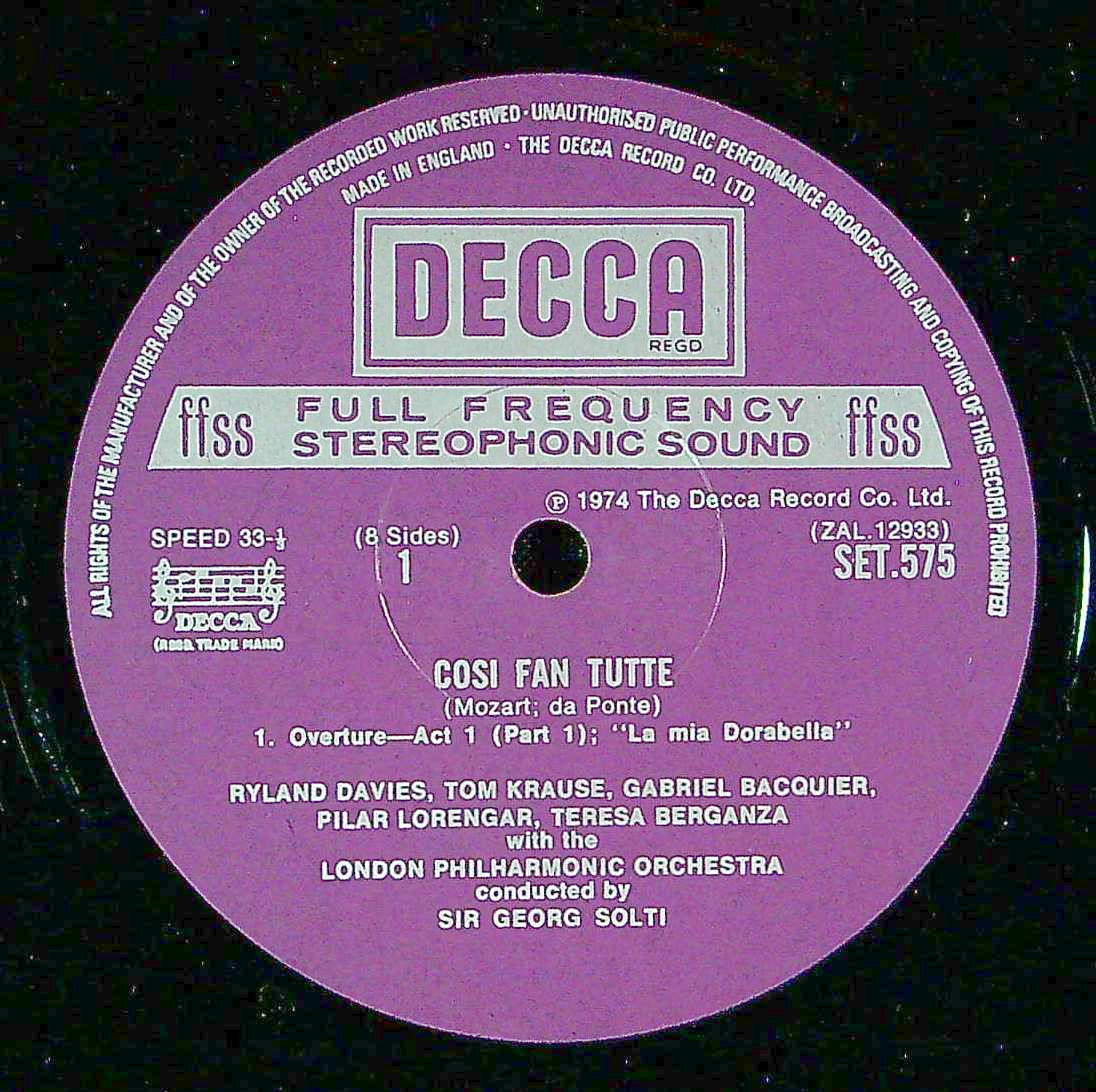 ALL RIGHTS OF THE MANUFACTURER AND OF THE OWNER OF THE RECORDED WORK RESERVED · UNAUTHORISED PUBLIC PERFORMANCE BROADCASTING AND COPYING OF THIS RECORD PROHIBITED
MADE IN ENGLAND · THE DECCA RECORD CO. LTD.
DECCA
REGD
ffss FULL FREQUENCY ffss
STEREOPHONIC SOUND
℗ 1974 The Decca Record Co. Ltd.
SPEED 33-⅓ (8 Sides) (ZAL.12933)
1 SET.575
DECCA
(REGD. TRADE MARK)
COSI FAN TUTTE
(Mozart; da Ponte)
1. Overture—Act 1 (Part 1); “La mia Dorabella”
RYLAND DAVIES, TOM KRAUSE, GABRIEL BACQUIER,
PILAR LORENGAR, TERESA BERGANZA
with the
LONDON PHILHARMONIC ORCHESTRA
conducted by
SIR GEORG SOLTI